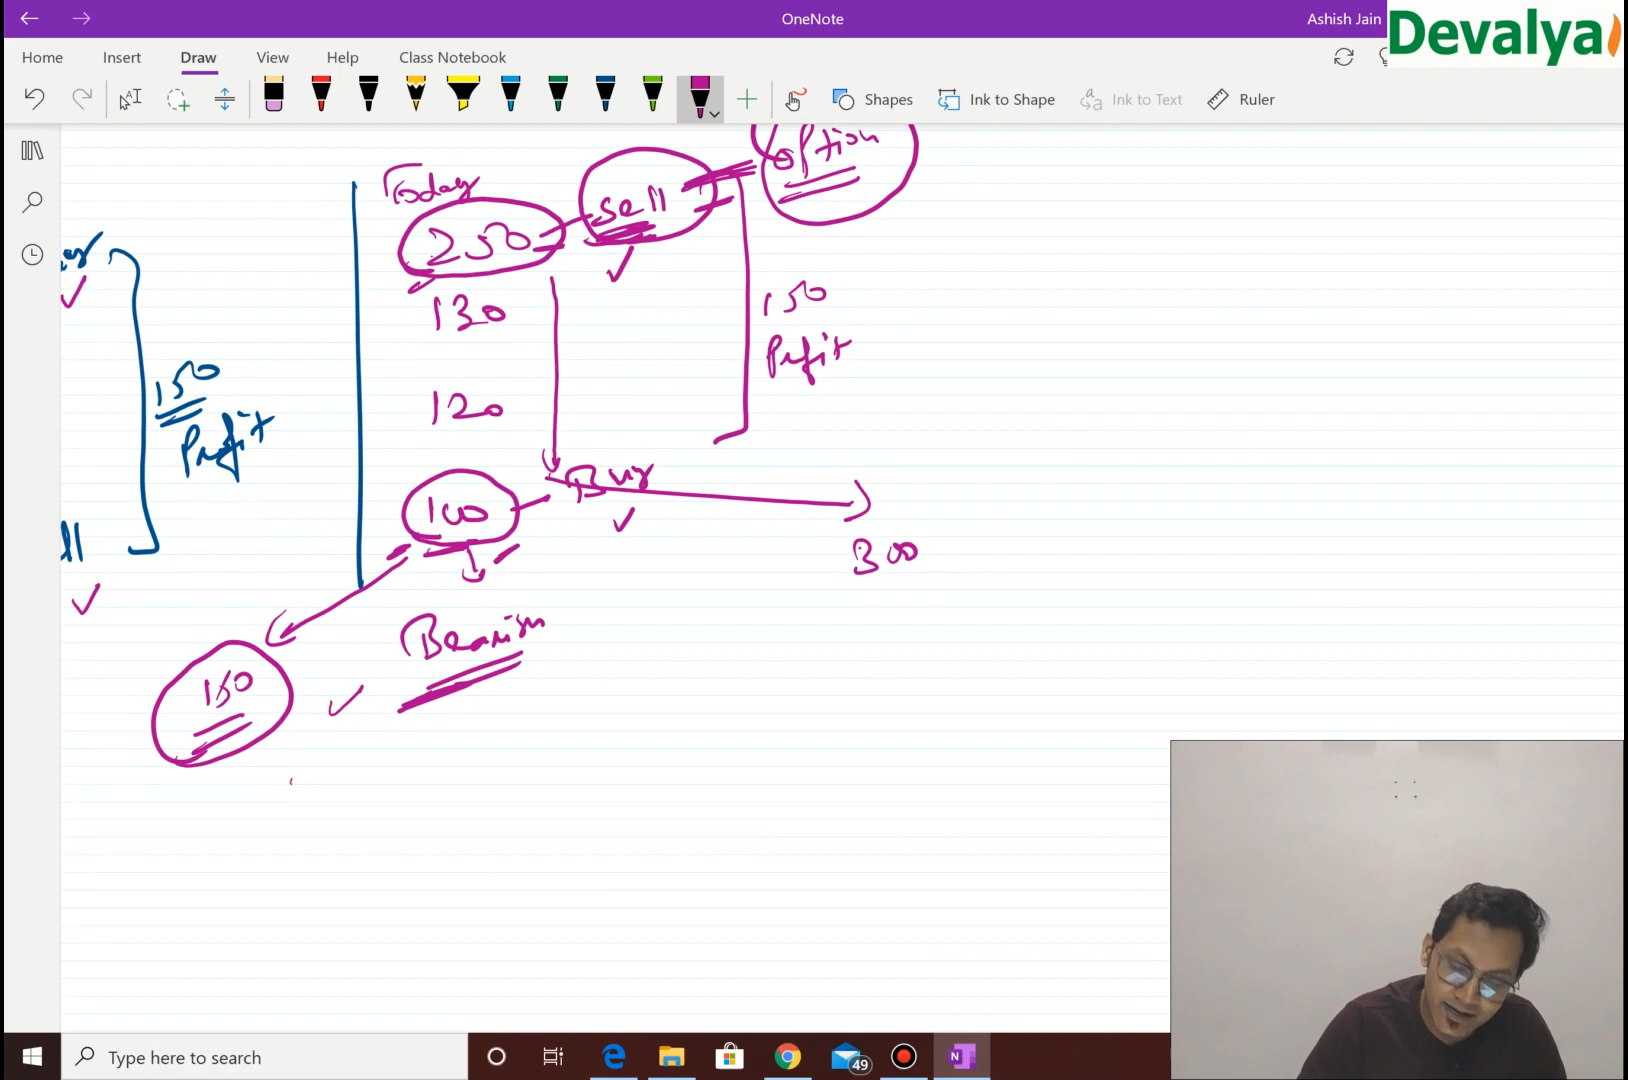 OneNote
Ashish Jain
Devalya
Home Insert Draw View Help Class Notebook
Shapes Ink to Shape Ink to Text Ruler
option
Today
sell
250
130
150
Profit
150
Profit
120
Buy
100
300
Bearish
150
Type here to search
49
N